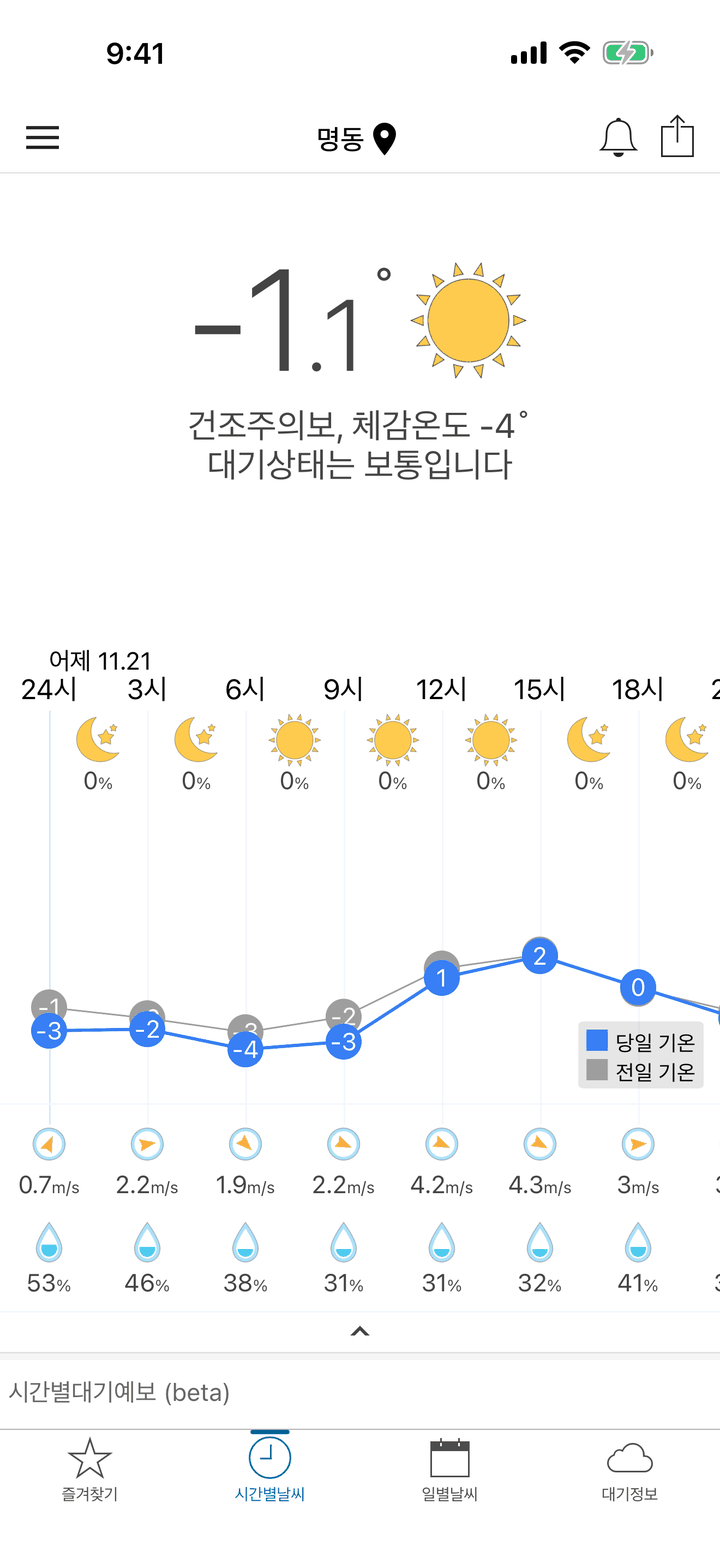 9:41
명동
-1.1°
건조주의보, 체감온도 -4°
대기상태는 보통입니다
어제 11.21
24시 3시 6시 9시 12시 15시 18시
0% 0% 0% 0% 0% 0% 0%
-1 -2
-3 -2 -4 -3 1 2 0
당일 기온
전일 기온
0.7m/s 2.2m/s 1.9m/s 2.2m/s 4.2m/s 4.3m/s 3m/s
53% 46% 38% 31% 31% 32% 41%
시간별대기예보 (beta)
즐겨찾기 시간별날씨 일별날씨 대기정보